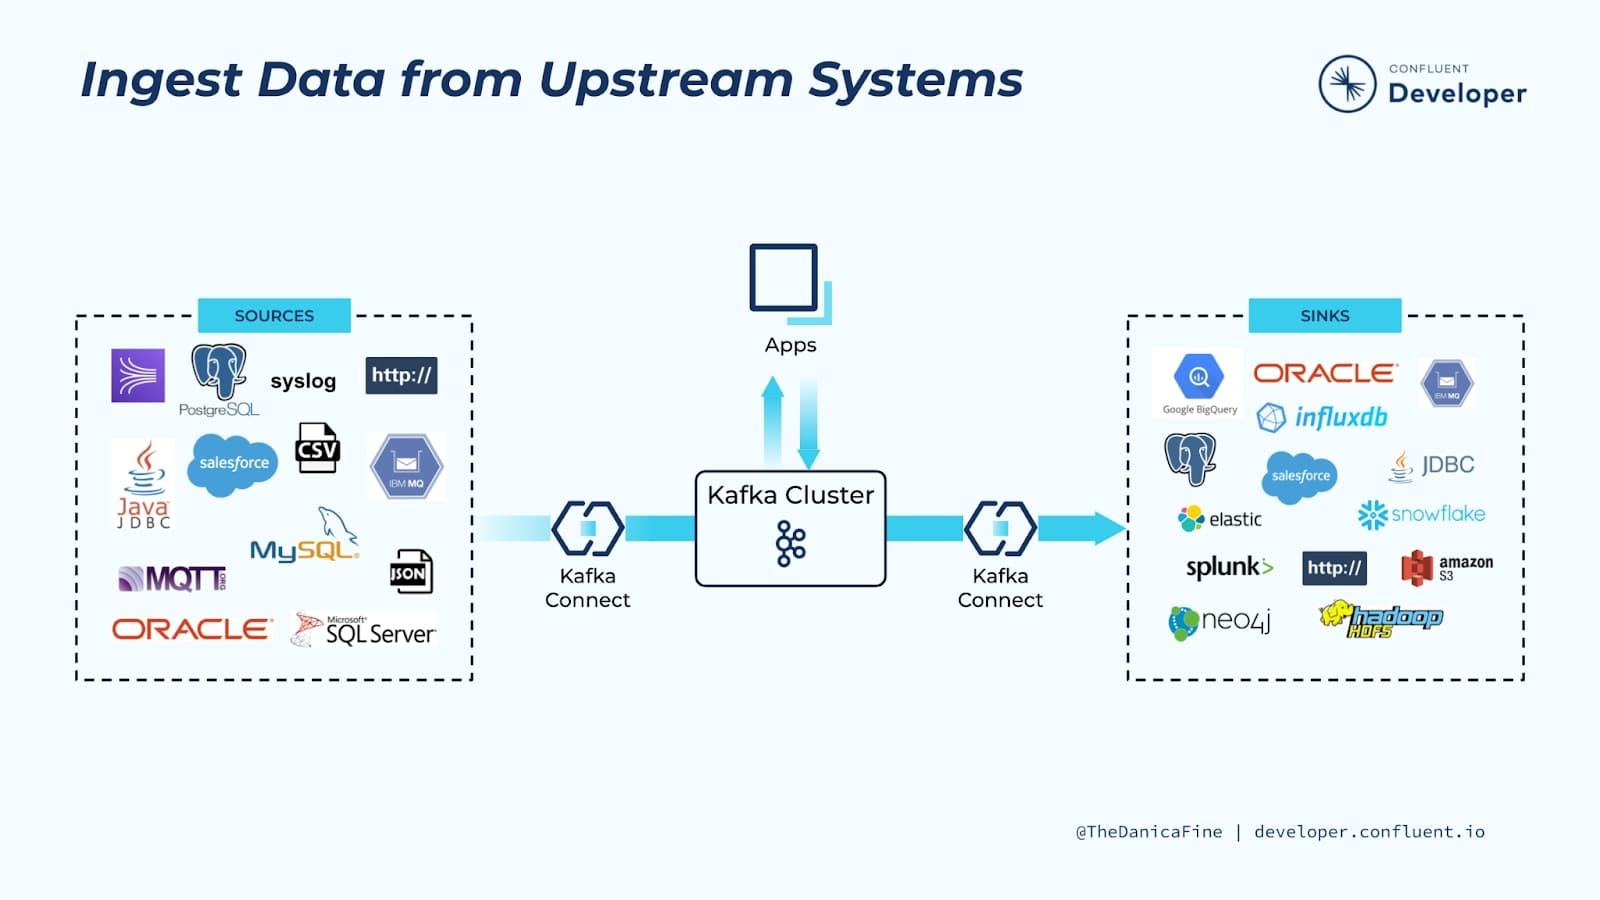 Ingest Data from Upstream Systems
CONFLUENT
Developer
SOURCES
PostgreSQL
syslog
http://
Java
JDBC
salesforce
CSV
IBM MQ
MySQL
MQTT.ORG
JSON
ORACLE
Microsoft
SQL Server
Apps
Kafka Cluster
Kafka
Connect
Kafka
Connect
SINKS
Google BigQuery
ORACLE
IBM MQ
influxdb
salesforce
JDBC
elastic
snowflake
splunk>
http://
amazon
S3
neo4j
hadoop
HDFS
@TheDanicaFine | developer.confluent.io